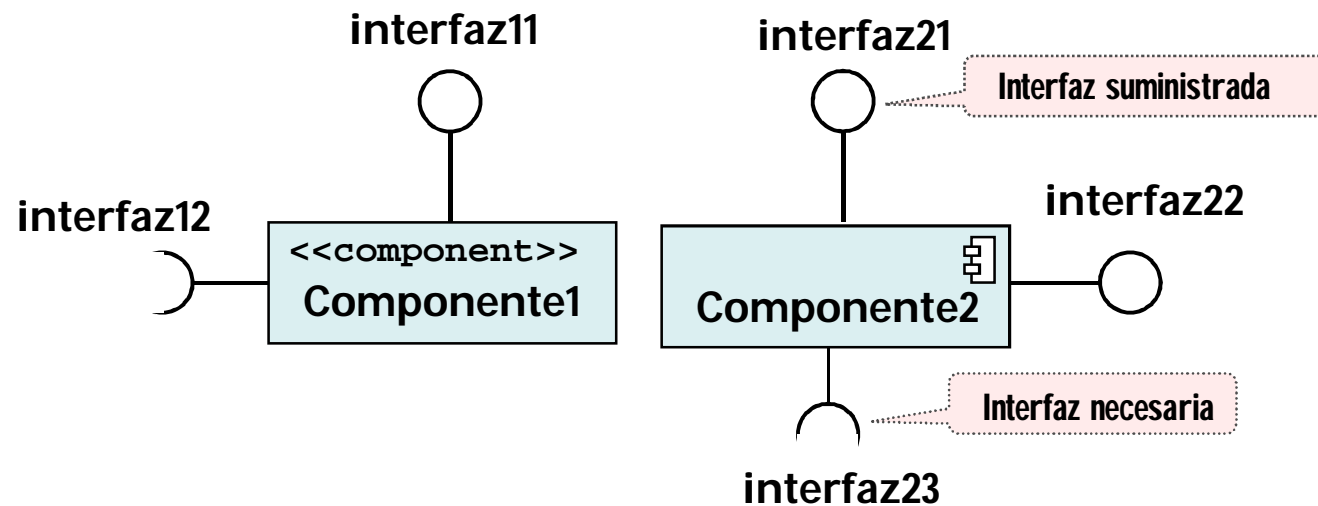 interfaz11
interfaz21
Interfaz suministrada
interfaz12
interfaz22
<<component>>
Componente1
Componente2
Interfaz necesaria
interfaz23